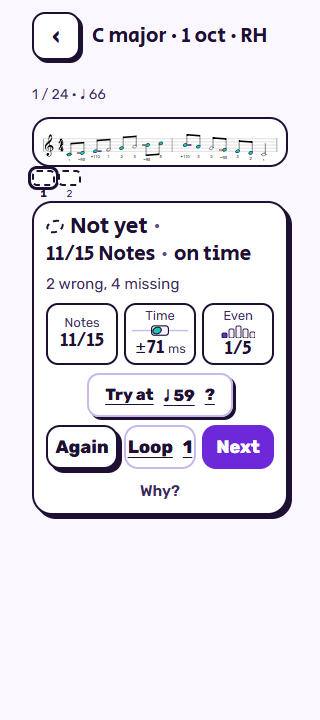 ‹ C major • 1 oct • RH
1 / 24 • ♩ 66
1 2
Not yet •
11/15 Notes • on time
2 wrong, 4 missing
Notes
11/15
Time
±71 ms
Even
1/5
Try at ♩ 59 ?
Again
Loop 1
Next
Why?